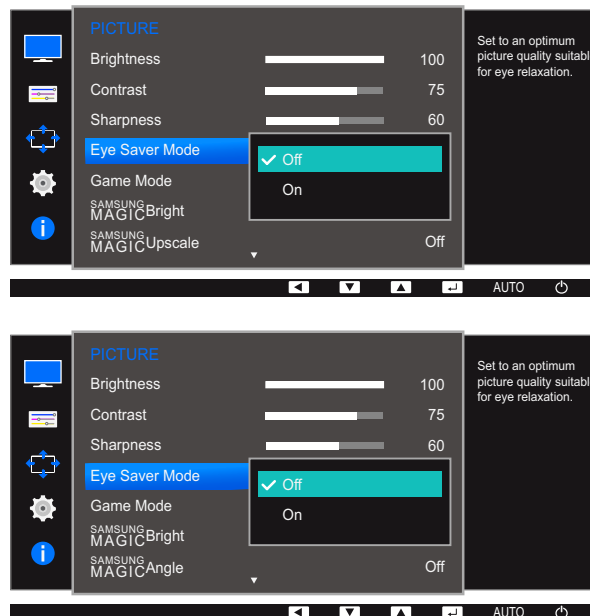 PICTURE
Brightness 100
Contrast 75
Sharpness 60
Eye Saver Mode
Off
Game Mode
On
SAMSUNG
MAGICBright
SAMSUNG
MAGICUpscale Off
Set to an optimum
picture quality suitabl
for eye relaxation.
AUTO
PICTURE
Brightness 100
Contrast 75
Sharpness 60
Eye Saver Mode
Off
Game Mode
On
SAMSUNG
MAGICBright
SAMSUNG
MAGICAngle Off
Set to an optimum
picture quality suitabl
for eye relaxation.
AUTO